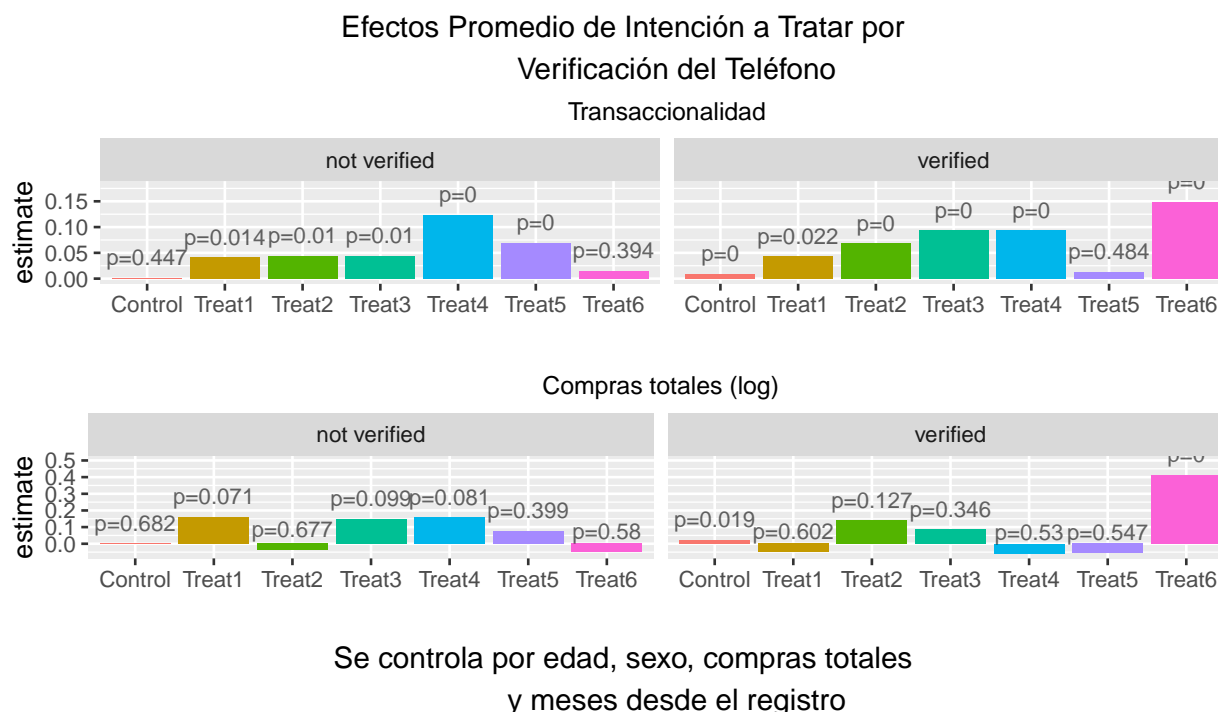 Efectos Promedio de Intención a Tratar por
Verificación del Teléfono
Transaccionalidad
not verified
verified
estimate
0.15
0.10
0.05
0.00
p=0.447
p=0.014
p=0.01
p=0.01
p=0
p=0
p=0.394
p=0
p=0.022
p=0
p=0
p=0
p=0.484
p=0
Control Treat1 Treat2 Treat3 Treat4 Treat5 Treat6
Control Treat1 Treat2 Treat3 Treat4 Treat5 Treat6
Compras totales (log)
not verified
verified
estimate
0.5
0.4
0.3
0.2
0.1
0.0
p=0.682
p=0.071
p=0.677
p=0.099
p=0.081
p=0.399
p=0.58
p=0.019
p=0.602
p=0.127
p=0.346
p=0.53
p=0.547
p=0
Control Treat1 Treat2 Treat3 Treat4 Treat5 Treat6
Control Treat1 Treat2 Treat3 Treat4 Treat5 Treat6
Se controla por edad, sexo, compras totales
y meses desde el registro